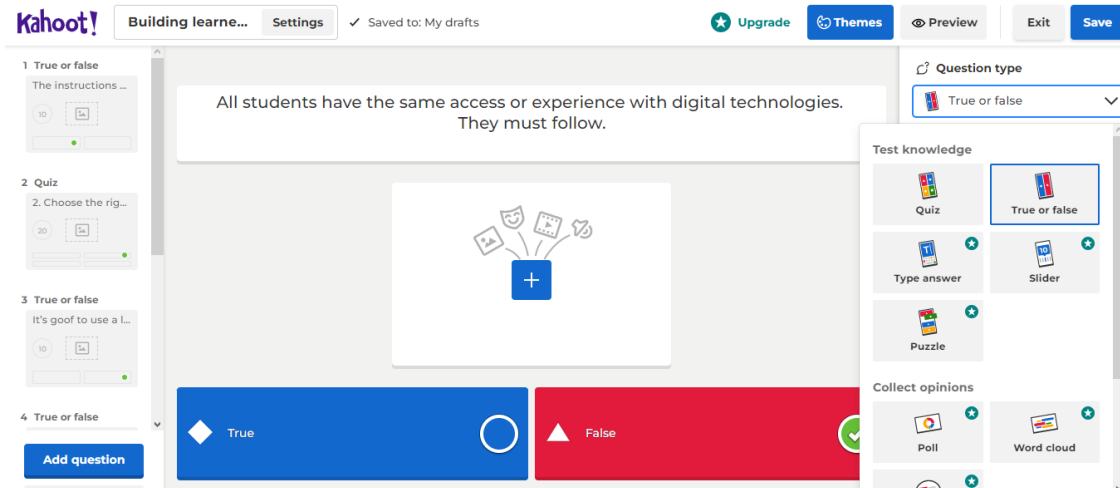 Kahoot!
Building learne...
Settings
Saved to: My drafts
Upgrade
Themes
Preview
Exit
Save
1 True or false
The instructions ...
10
2 Quiz
2. Choose the rig...
20
3 True or false
It's goof to use a l...
10
4 True or false
Add question
All students have the same access or experience with digital technologies.
They must follow.
True
False
Question type
True or false
Test knowledge
Quiz
True or false
Type answer
Slider
Puzzle
Collect opinions
Poll
Word cloud